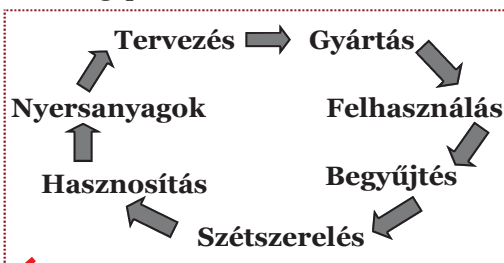 Tervezés Gyártás
Nyersanyagok Felhasználás
Hasznosítás Begyűjtés
Szétszerelés